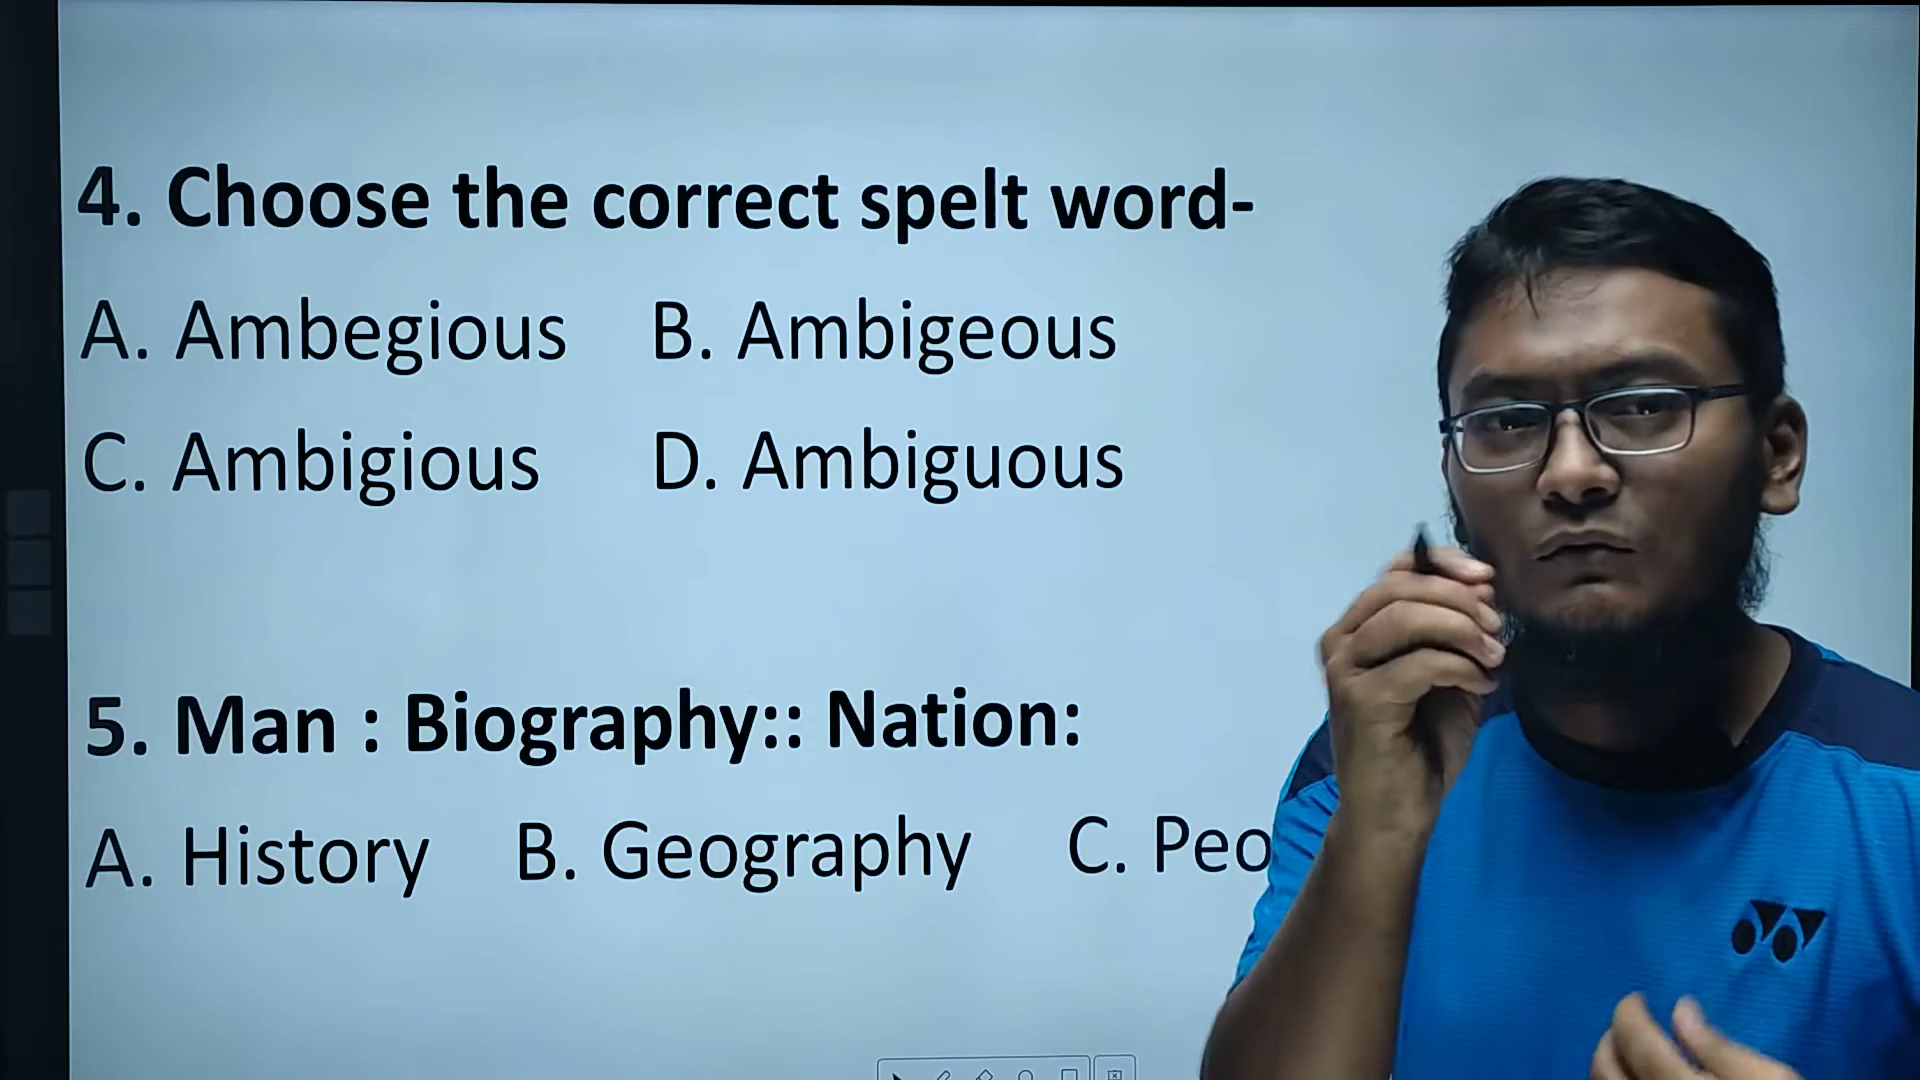 4. Choose the correct spelt word-
A. Ambegious B. Ambigeous
C. Ambigious D. Ambiguous
5. Man : Biography:: Nation:
A. History B. Geography C. Peo